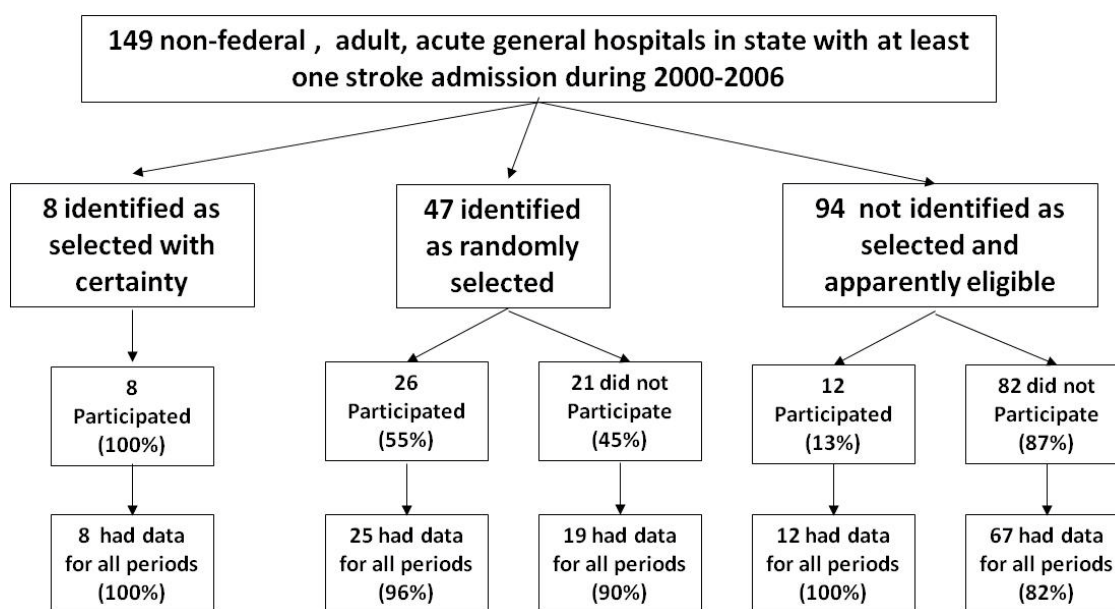 149 non-federal , adult, acute general hospitals in state with at least
one stroke admission during 2000-2006
8 identified as
selected with
certainty
47 identified
as randomly
selected
94 not identified as
selected and
apparently eligible
8
Participated
(100%)
26
Participated
(55%)
21 did not
Participate
(45%)
12
Participated
(13%)
82 did not
Participate
(87%)
8 had data
for all periods
(100%)
25 had data
for all periods
(96%)
19 had data
for all periods
(90%)
12 had data
for all periods
(100%)
67 had data
for all periods
(82%)